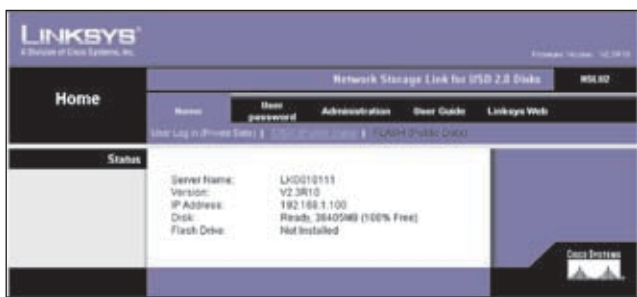 LINKSYS®
A Division of Cisco Systems, Inc.
Firmware Version: V2.3R10
Network Storage Link for USB 2.0 Disks
NSLU2
Home
Home
User password
Administration
User Guide
Linksys Web
User Log in (Private Data) |
| FLASH (Public Data)
Status
Server Name: LKG010111
Version: V2.3R10
IP Address: 192.168.1.100
Disk: Ready, 38405MB (100% Free)
Flash Drive: Not Installed
CISCO SYSTEMS